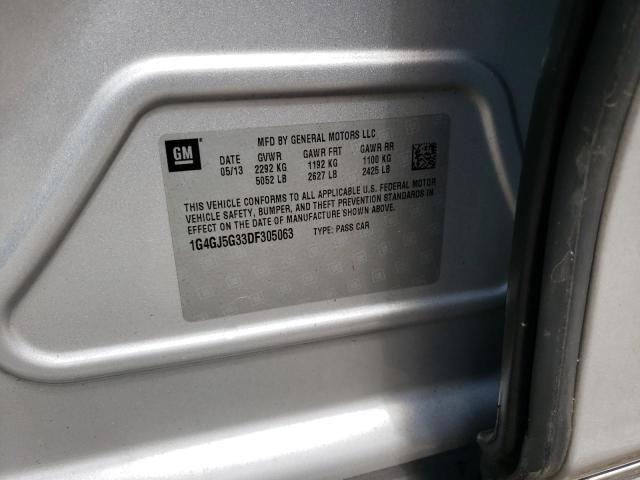 MFD BY GENERAL MOTORS LLC
GM
DATE GVWR GAWR FRT GAWR RR
05/13 2292 KG 1192 KG 1100 KG
5052 LB 2627 LB 2425 LB
THIS VEHICLE CONFORMS TO ALL APPLICABLE U.S. FEDERAL MOTOR
VEHICLE SAFETY, BUMPER, AND THEFT PREVENTION STANDARDS IN
EFFECT ON THE DATE OF MANUFACTURE SHOWN ABOVE.
1G4GJ5G33DF305063 TYPE: PASS CAR